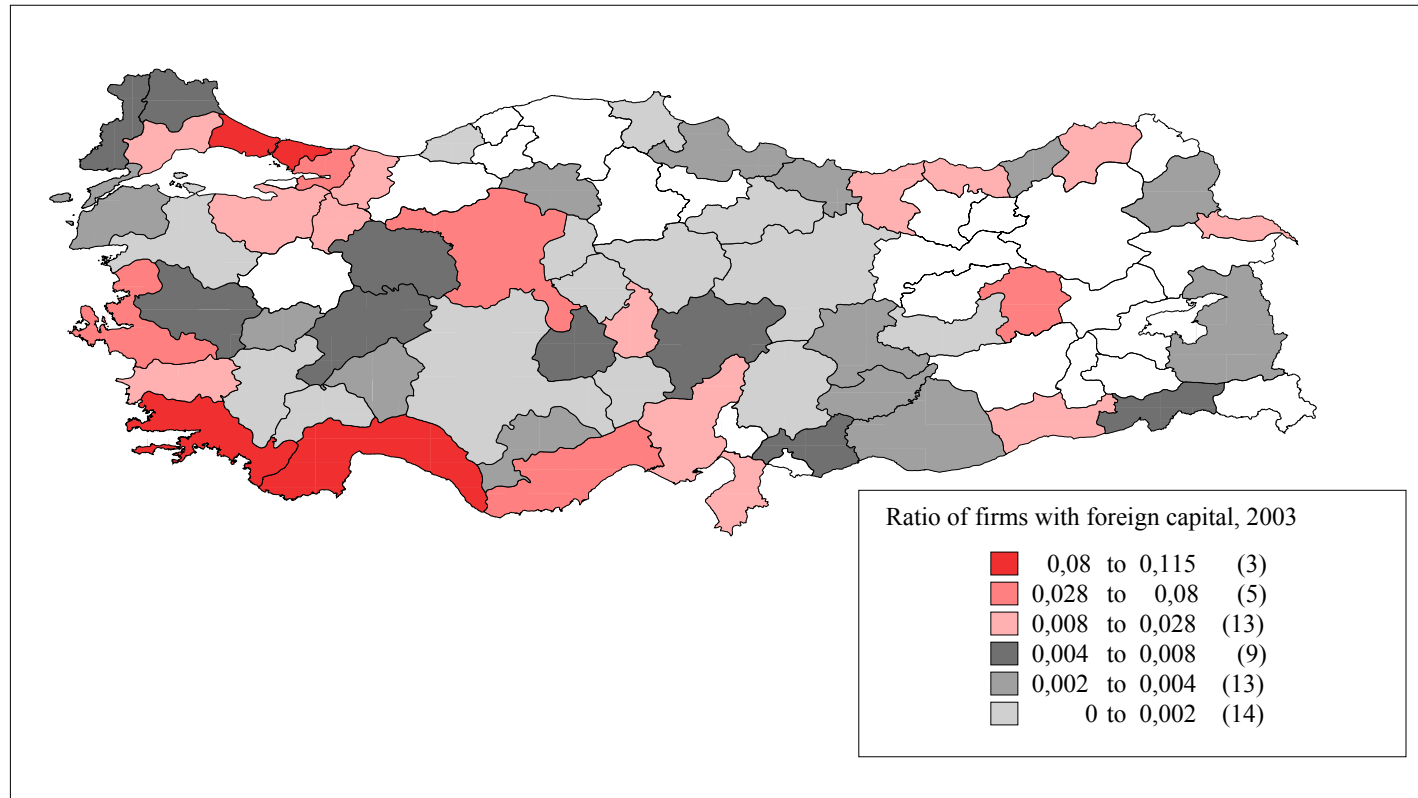 Ratio of firms with foreign capital, 2003
0,08 to 0,115 (3)
0,028 to 0,08 (5)
0,008 to 0,028 (13)
0,004 to 0,008 (9)
0,002 to 0,004 (13)
0 to 0,002 (14)